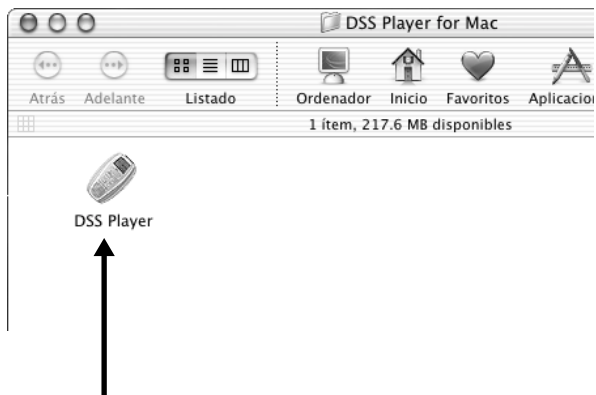 DSS Player for Mac
Atrás Adelante Listado Ordenador Inicio Favoritos
1 ítem, 217.6 MB disponibles
DSS Player